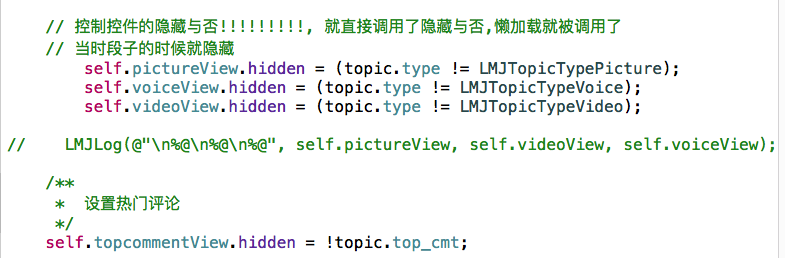 // 控制控件的隐藏与否!!!!!!!!!, 就直接调用了隐藏与否,懒加载就被调用了
// 当时段子的时候就隐藏
self.pictureView.hidden = (topic.type != LMJTopicTypePicture);
self.voiceView.hidden = (topic.type != LMJTopicTypeVoice);
self.videoView.hidden = (topic.type != LMJTopicTypeVideo);
// LMJLog(@"\n%@\n%@\n%@", self.pictureView, self.videoView, self.voiceView);
/**
* 设置热门评论
*/
self.topcommentView.hidden = !topic.top_cmt;